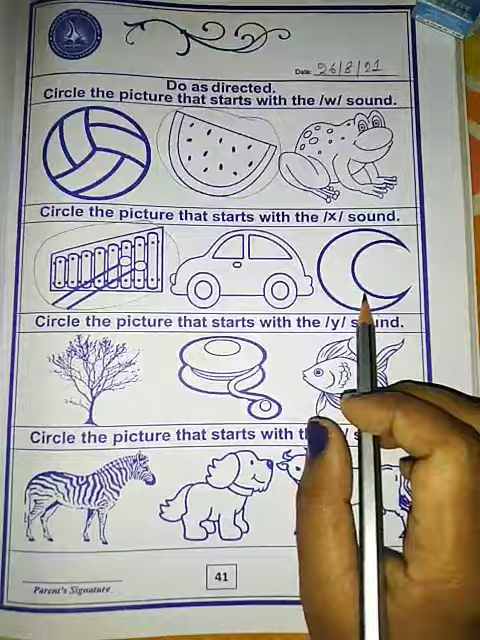 Date: 26/8/21
Do as directed.
Circle the picture that starts with the /w/ sound.
Circle the picture that starts with the /x/ sound.
Circle the picture that starts with the /y/ sound.
Circle the picture that starts with
41
Parent's Signature